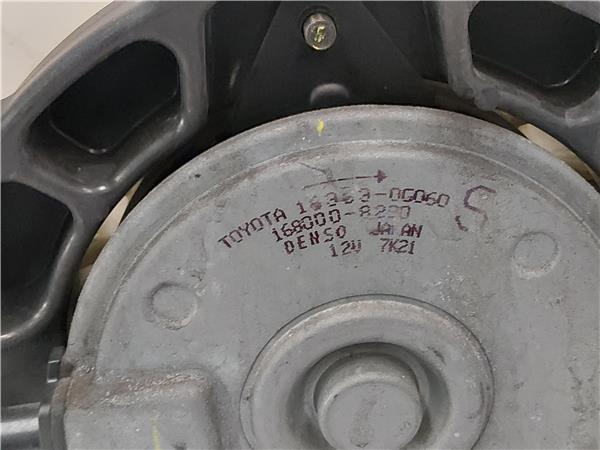 TOYOTA 16363-0G060
168000-8290
DENSO JAPAN
12V 7K21
S